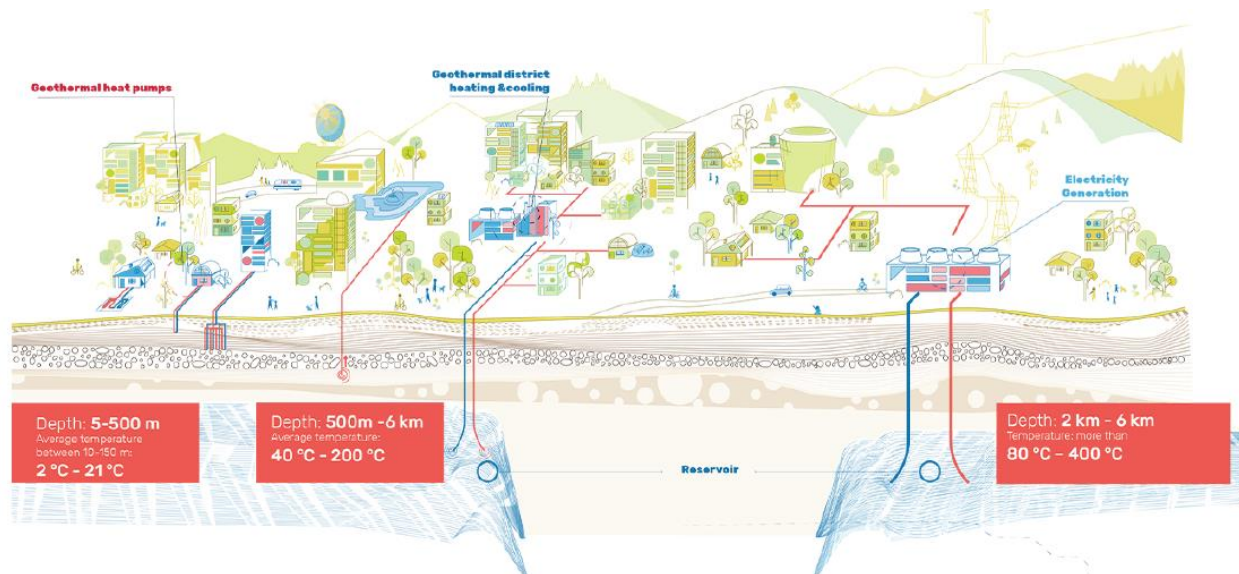 Geothermal heat pumps
Geothermal district
heating &cooling
Electricity
Generation
Depth: 5-500 m
Average temperature
between 10-150 m:
2 °C - 21 °C
Depth: 500m -6 km
Average temperature:
40 °C - 200 °C
Reservoir
Depth: 2 km - 6 km
Temperature: more than
80 °C - 400 °C